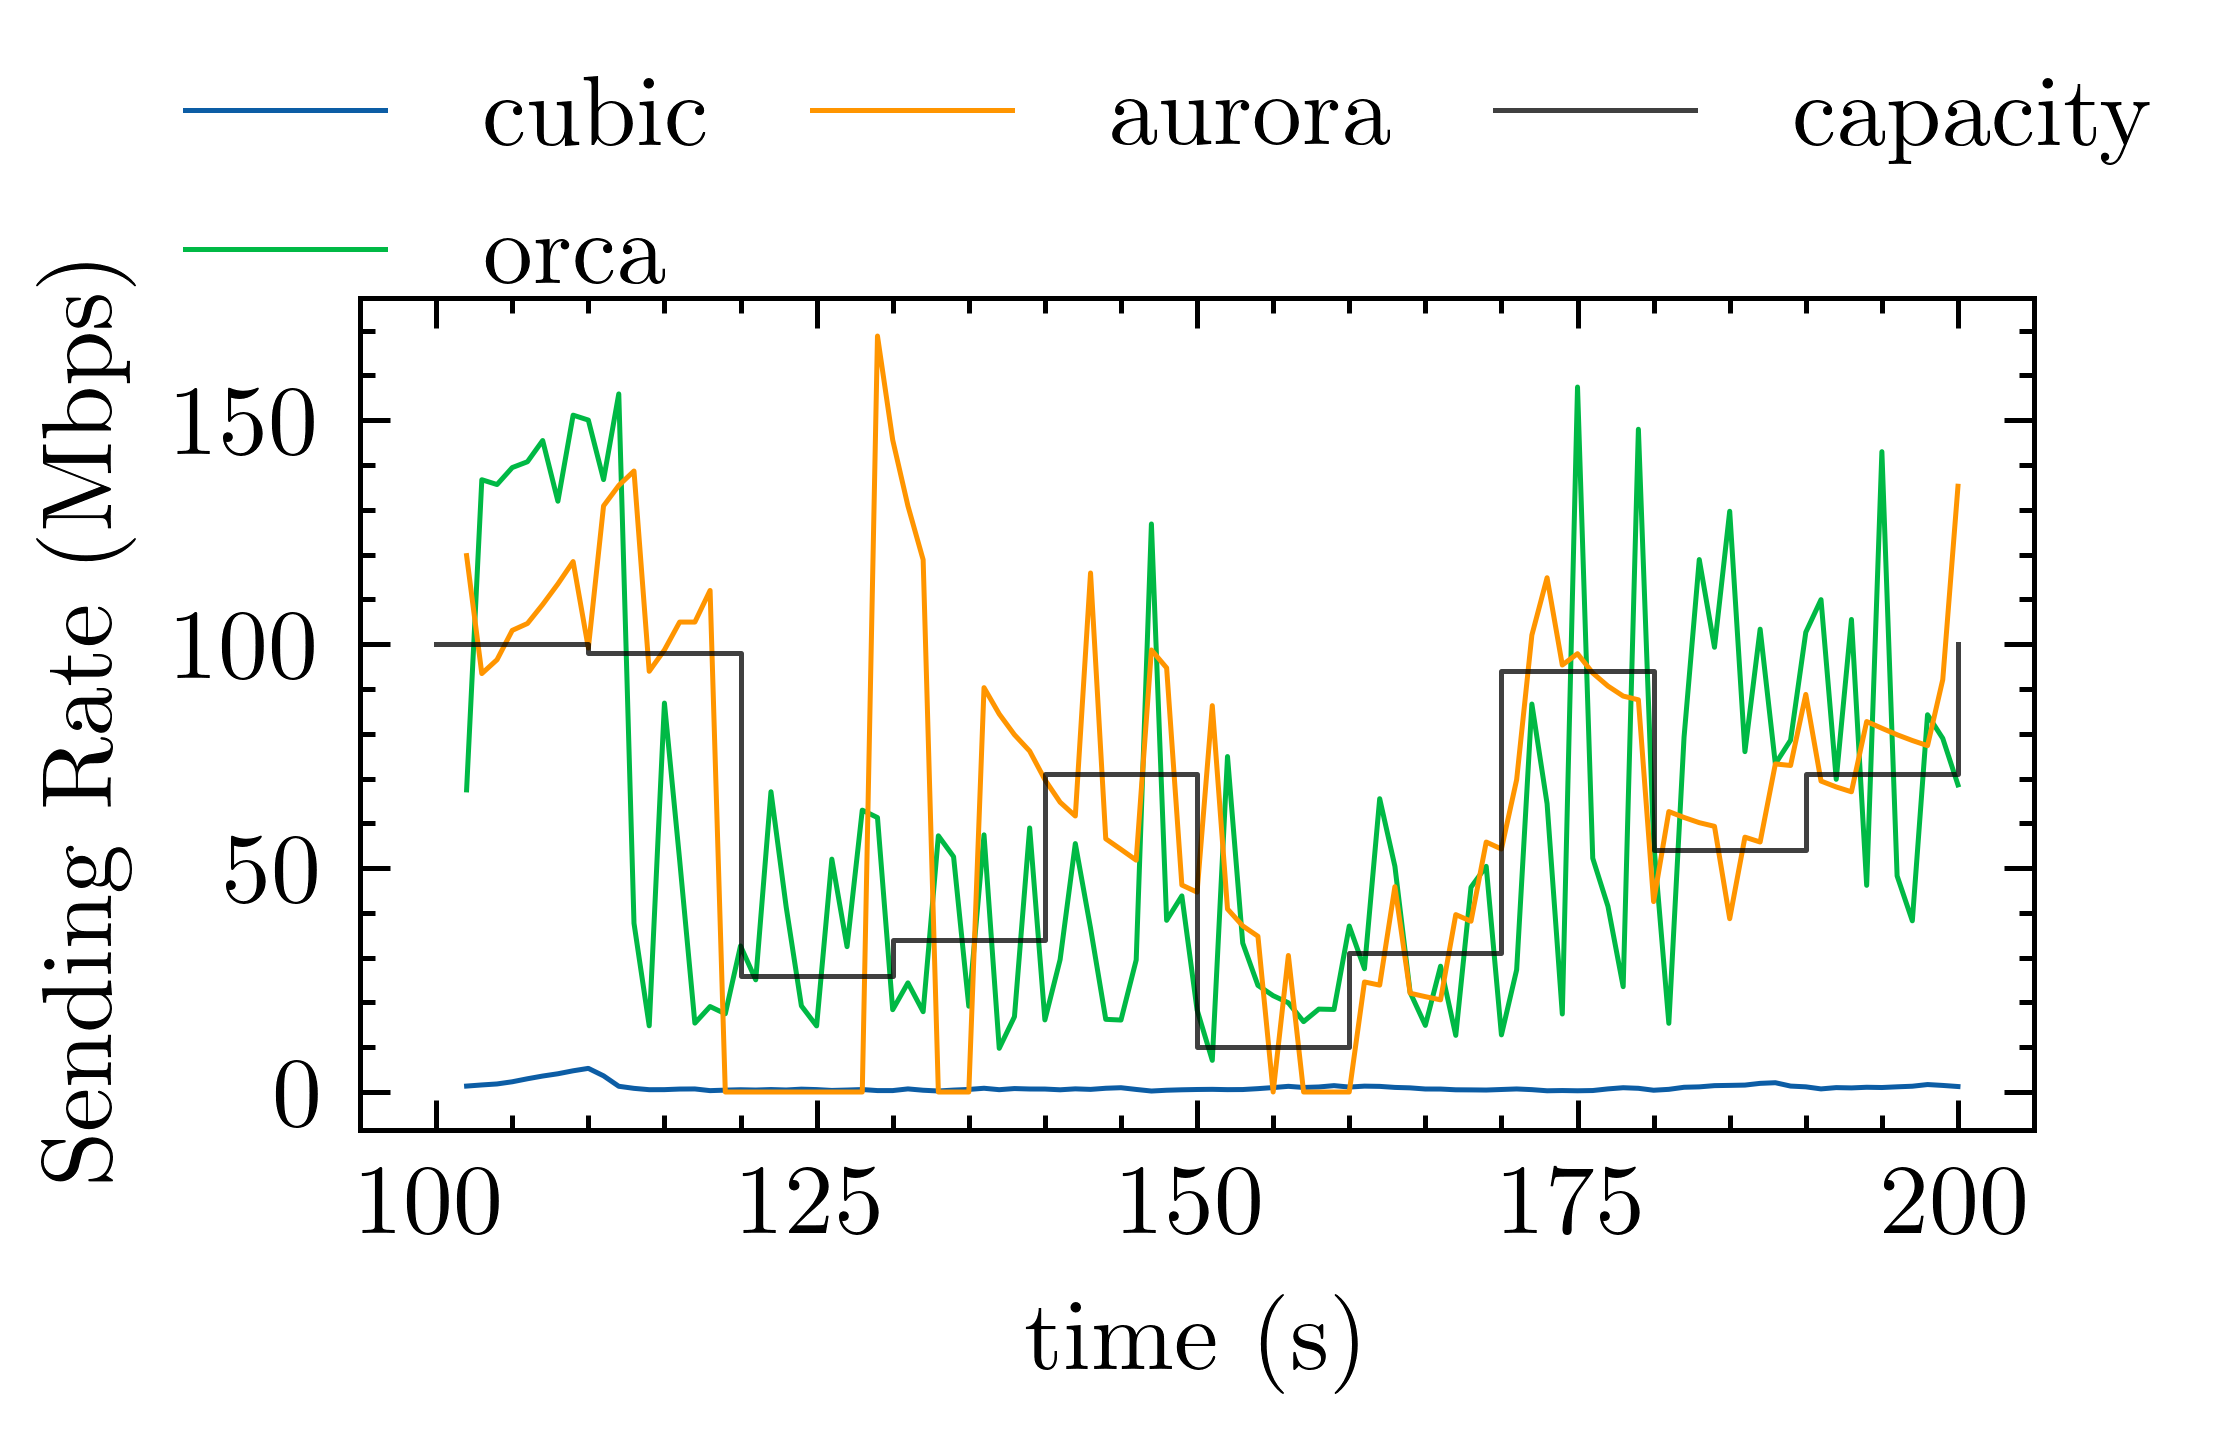 cubic aurora capacity
orca
Sending Rate (Mbps)
150
100
50
0
100 125 150 175 200
time (s)